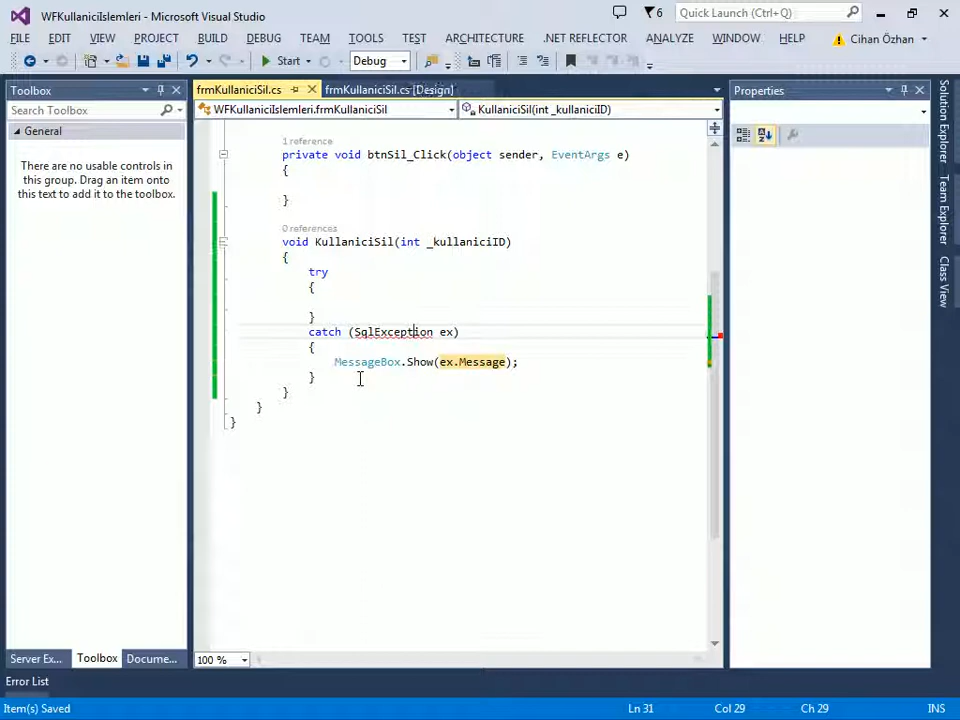 WFKullaniciIslemleri - Microsoft Visual Studio
6
Quick Launch (Ctrl+Q)
FILE EDIT VIEW PROJECT BUILD DEBUG TEAM TOOLS TEST ARCHITECTURE .NET REFLECTOR ANALYZE WINDOW HELP Cihan Özhan
Start Debug
Toolbox
Search Toolbox
General
There are no usable controls in
this group. Drag an item onto
this text to add it to the toolbox.
frmKullaniciSil.cs frmKullaniciSil.cs [Design]
WFKullaniciIslemleri.frmKullaniciSil KullaniciSil(int _kullaniciID)
1 reference
private void btnSil_Click(object sender, EventArgs e)
{
}
0 references
void KullaniciSil(int _kullaniciID)
{
try
{
}
catch (SqlException ex)
{
MessageBox.Show(ex.Message);
}
}
}
}
100 %
Properties
Solution Explorer
Team Explorer
Class View
Server Ex... Toolbox Docume...
Error List
Item(s) Saved Ln 31 Col 29 Ch 29 INS